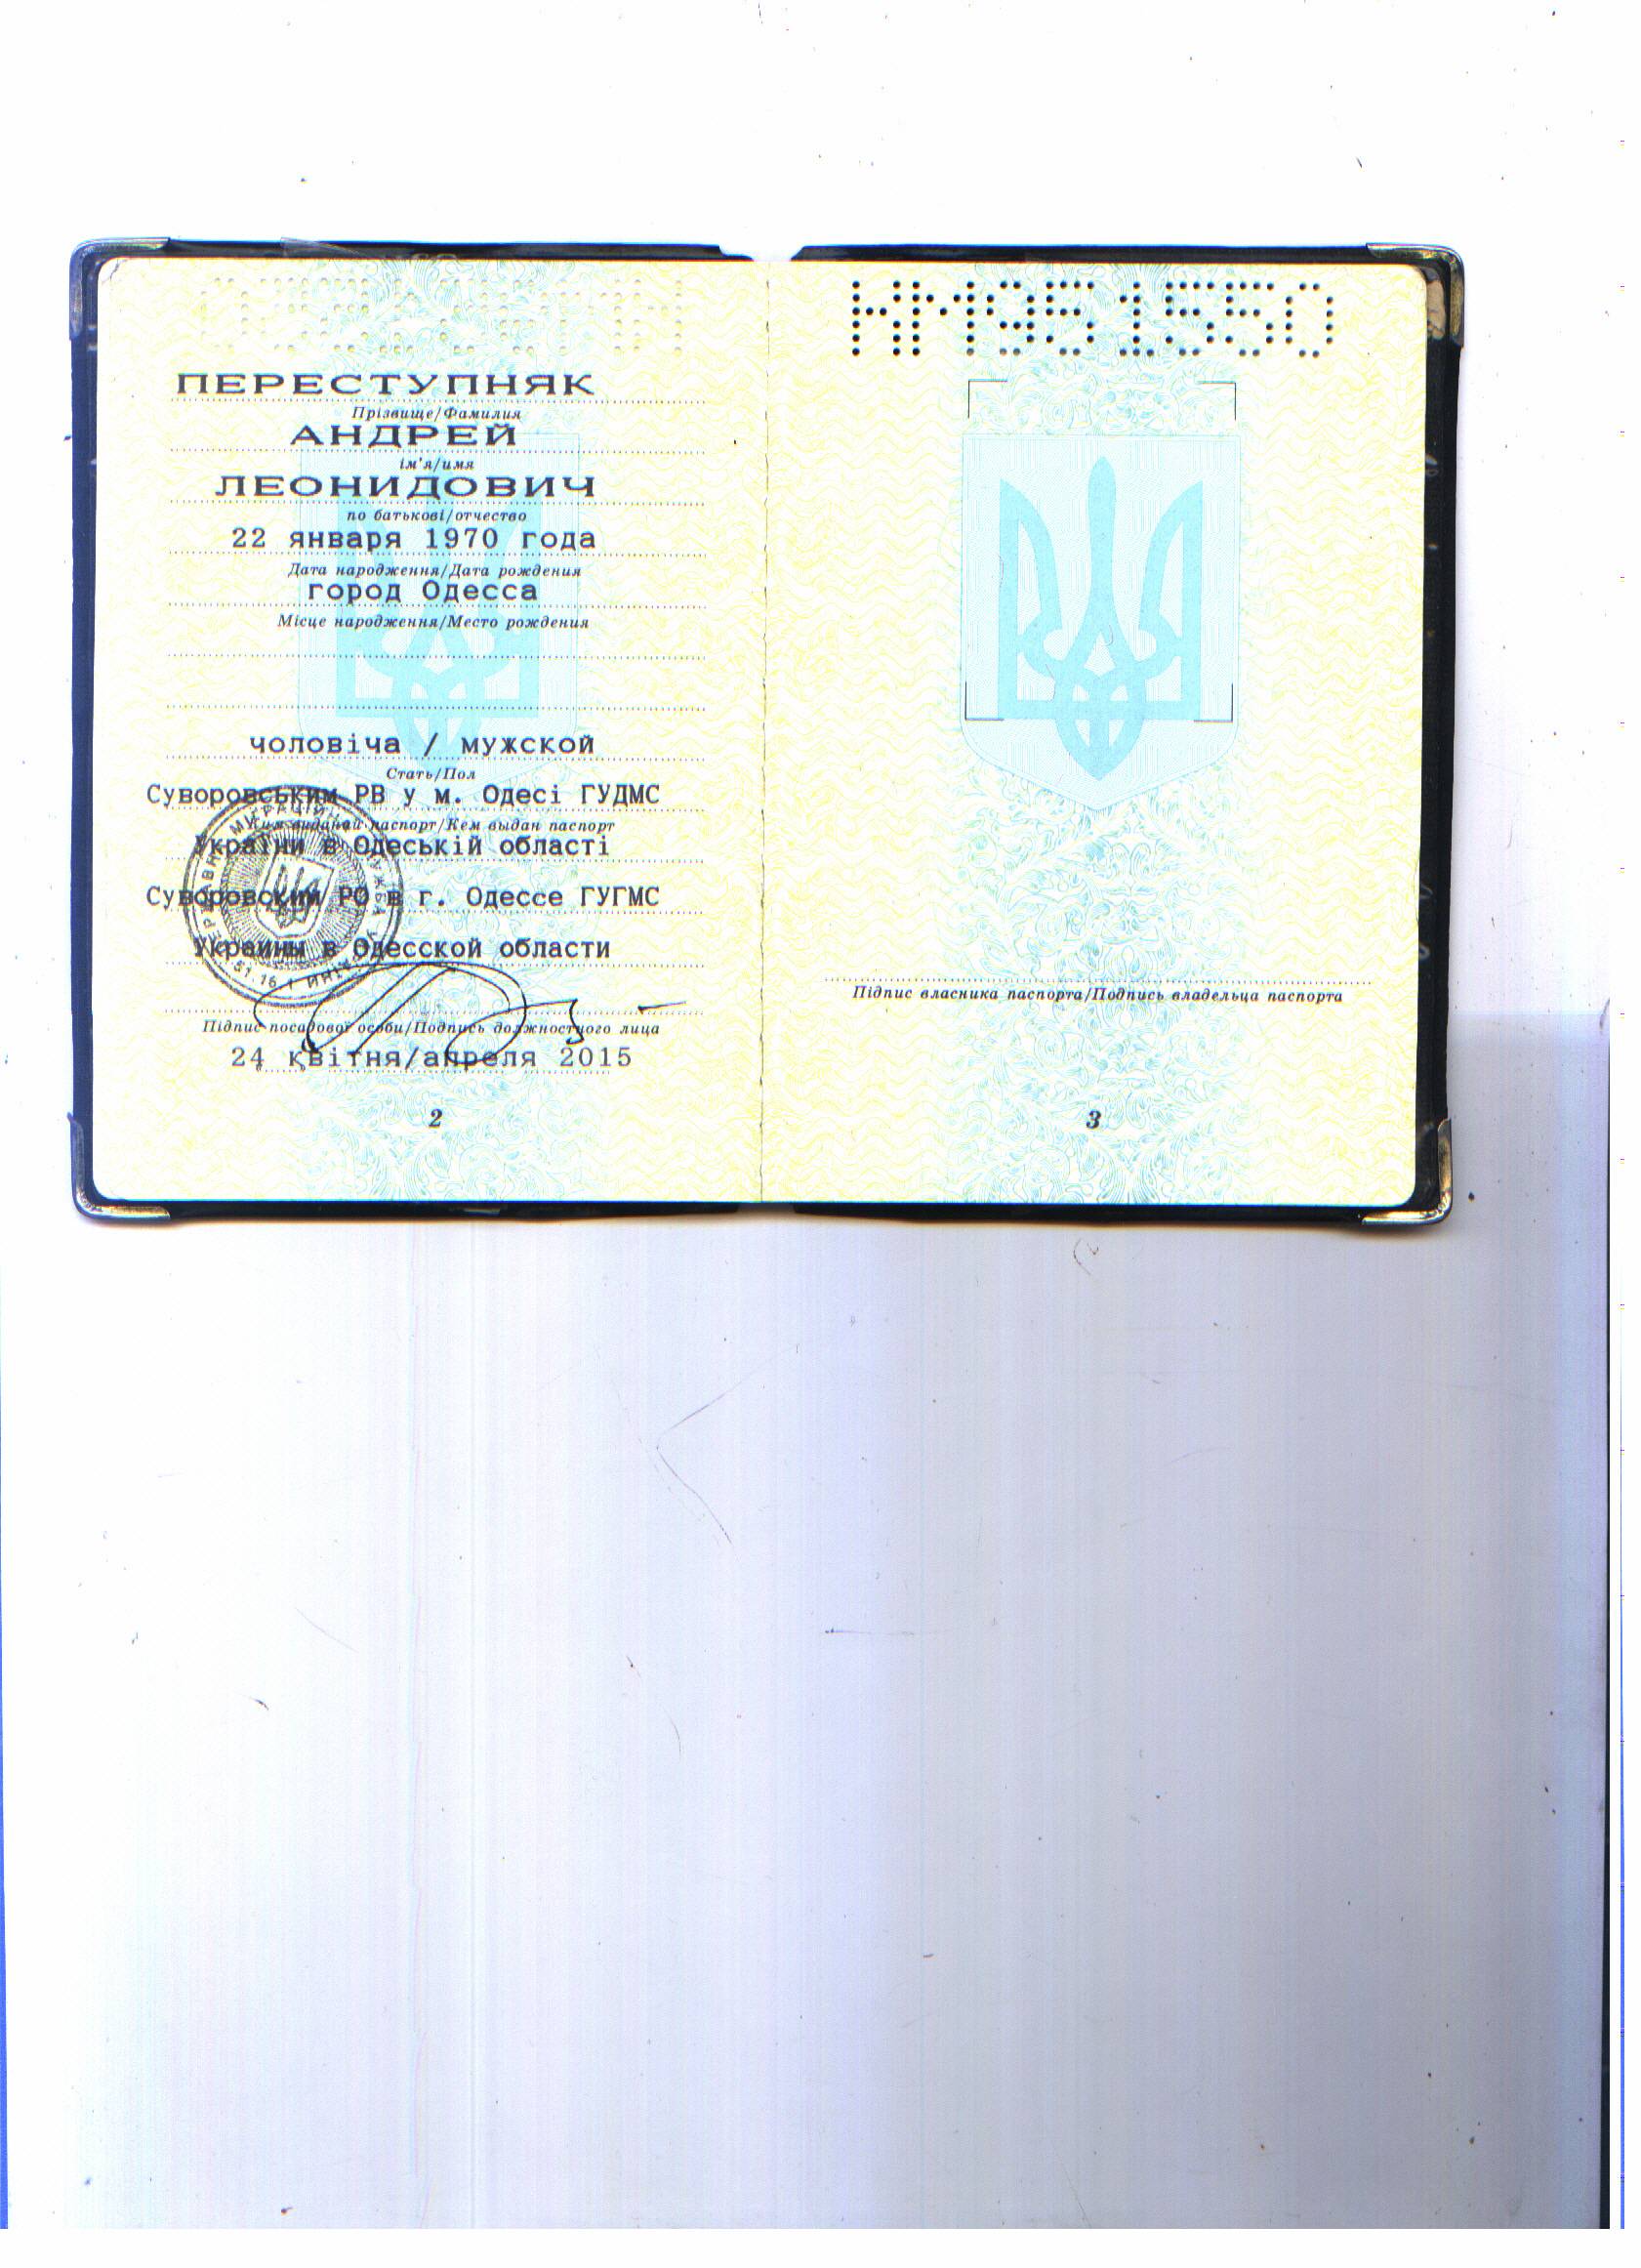 КМ951550
ПЕРЕСТУПНЯК
Прізвище/Фамилия
АНДРЕЙ
ім'я/имя
ЛЕОНИДОВИЧ
по батькові/отчество
22 января 1970 года
Дата народження/Дата рождения
город Одесса
Місце народження/Место рождения
чоловіча / мужской
Стать/Пол
Суворовським РВ у м. Одесі ГУДМС
виданий паспорт/Кем выдан паспорт
України в Одеській області
Суворовским РО в г. Одессе ГУГМС
Украины в Одесской области
Підпис посадової особи/Подпись должностного лица
24 квітня/апреля 2015
2
Підпис власника паспорта/Подпись владельца паспорта
3